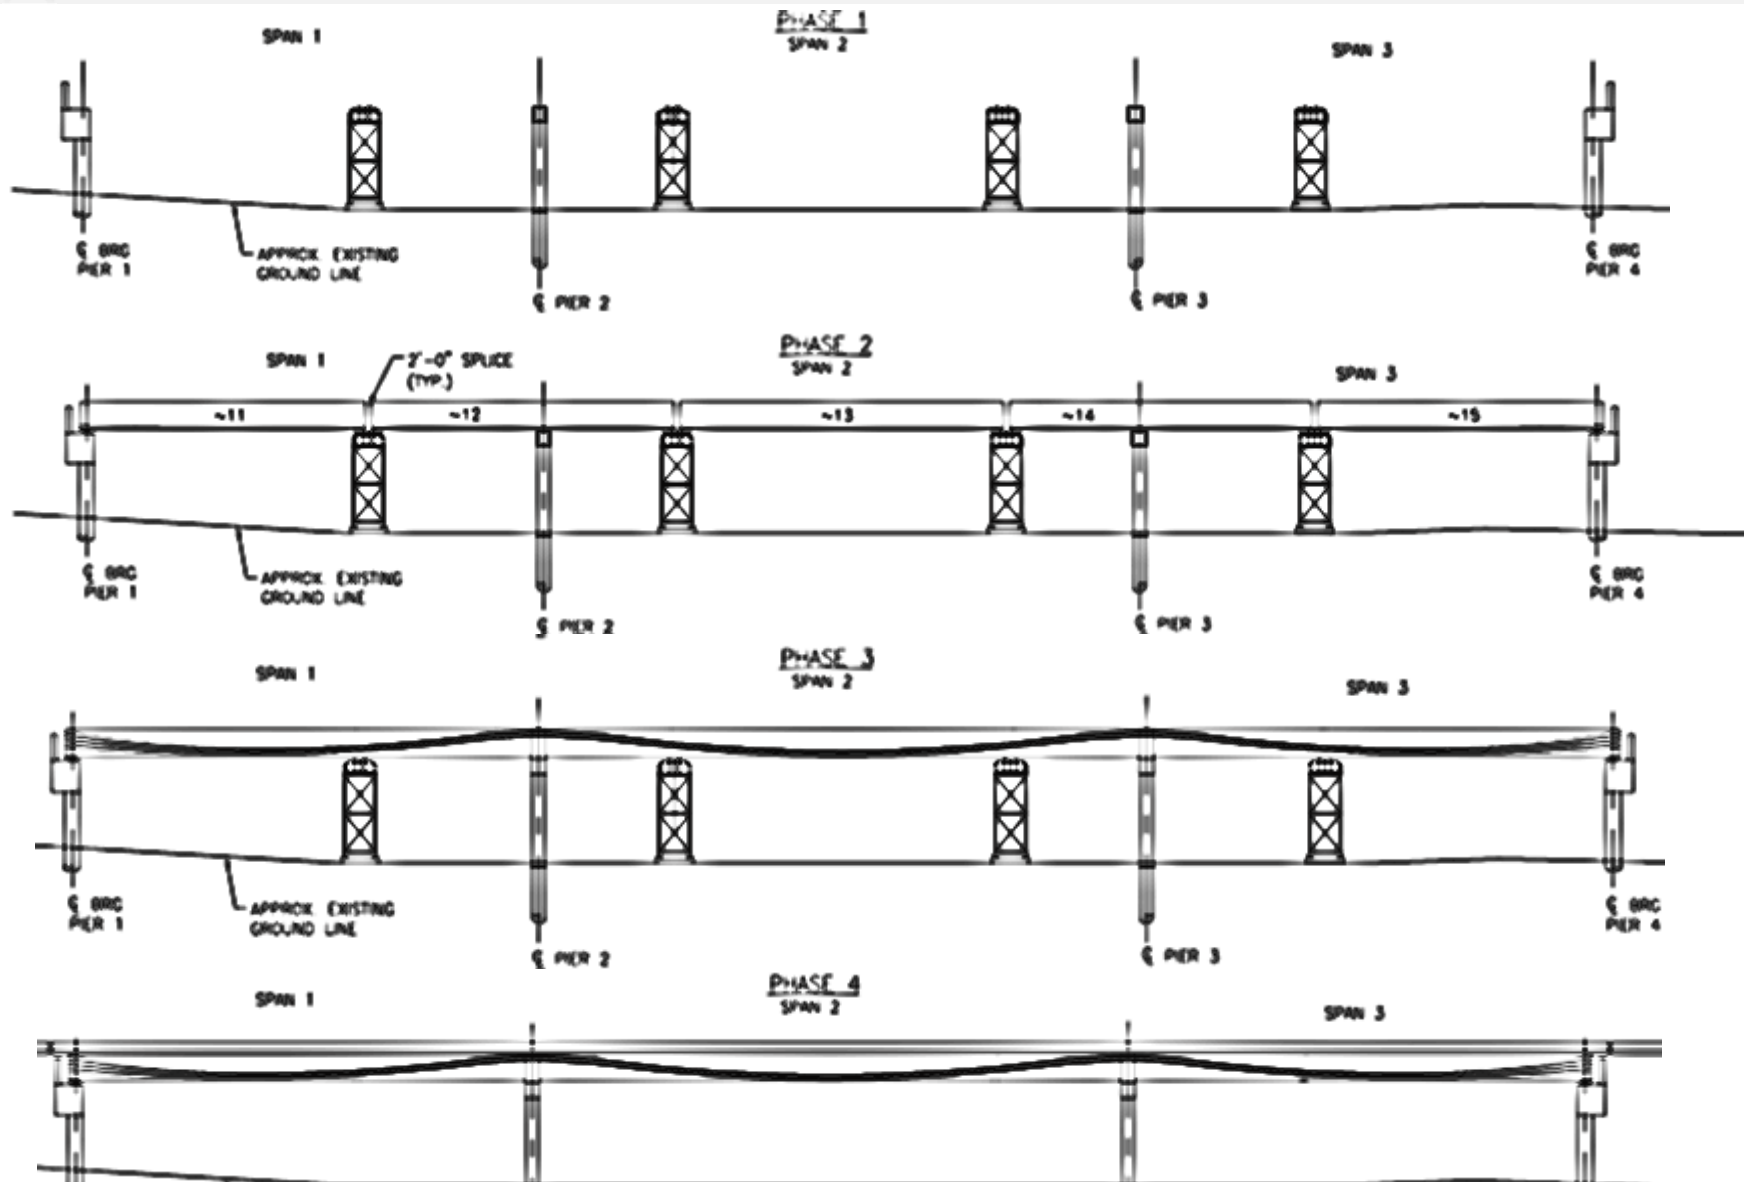 PHASE 1
SPAN 1
SPAN 2
SPAN 3
℄ BRG
PIER 1
APPROX. EXISTING
GROUND LINE
℄ PIER 2
℄ PIER 3
℄ BRG
PIER 4
PHASE 2
SPAN 1
2'-0" SPLICE
(TYP.)
SPAN 2
SPAN 3
~11
~12
~13
~14
~15
℄ BRG
PIER 1
APPROX. EXISTING
GROUND LINE
℄ PIER 2
℄ PIER 3
℄ BRG
PIER 4
PHASE 3
SPAN 1
SPAN 2
SPAN 3
℄ BRG
PIER 1
APPROX. EXISTING
GROUND LINE
℄ PIER 2
℄ PIER 3
℄ BRG
PIER 4
PHASE 4
SPAN 1
SPAN 2
SPAN 3